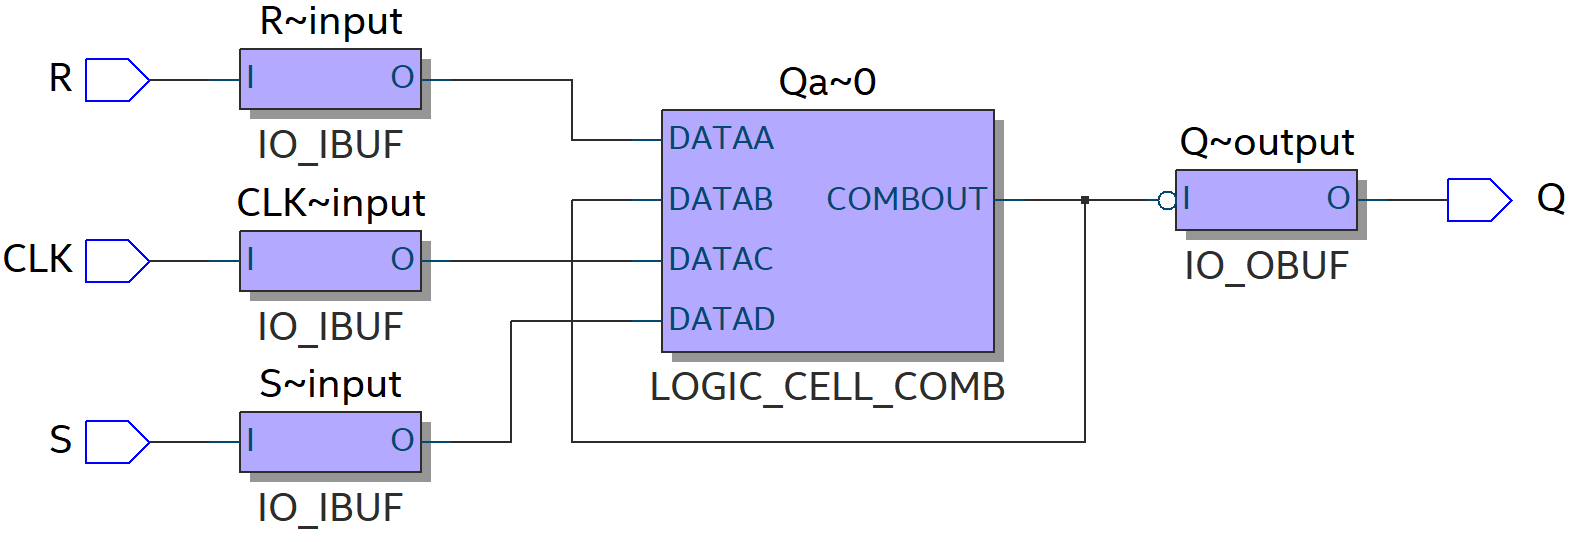 R~input
R
I
O
IO_IBUF
CLK~input
CLK
I
O
IO_IBUF
S~input
S
I
O
IO_IBUF
Qa~0
DATAA
DATAB
COMBOUT
DATAC
DATAD
LOGIC_CELL_COMB
Q~output
I
O
Q
IO_OBUF